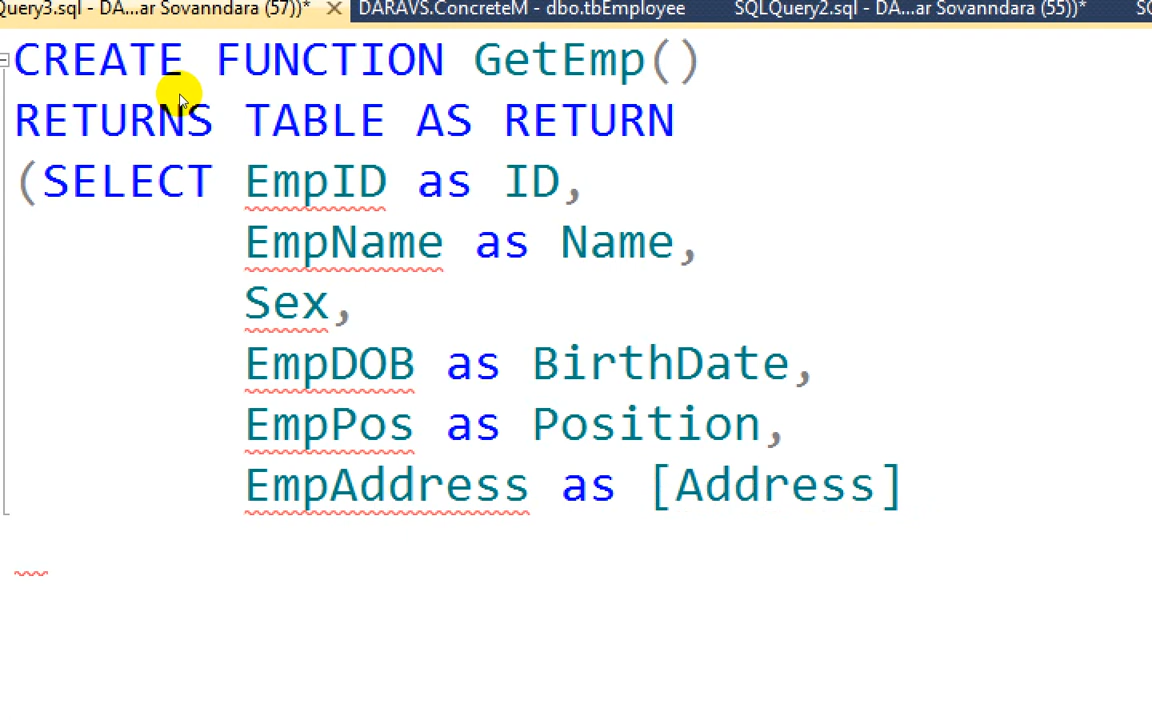 Query3.sql - DA...ar Sovanndara (57))* DARAVS.ConcreteM - dbo.tbEmployee SQLQuery2.sql - DA...ar Sovanndara (55))*
CREATE FUNCTION GetEmp()
RETURNS TABLE AS RETURN
(SELECT EmpID as ID,
EmpName as Name,
Sex,
EmpDOB as BirthDate,
EmpPos as Position,
EmpAddress as [Address]